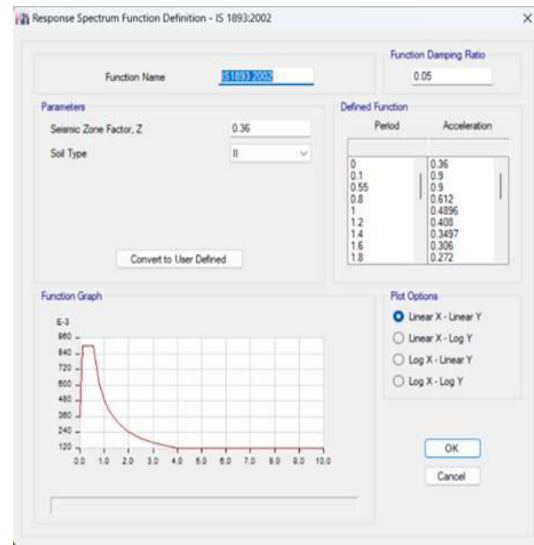 Response Spectrum Function Definition - IS 1893:2002
Function Name
IS1893 2002
Function Damping Ratio
0.05
Parameters
Seismic Zone Factor, Z
0.36
Soil Type
II
Convert to User Defined
Defined Function
Period Acceleration
0 0.36
0.1 0.9
0.55 0.9
0.8 0.612
1 0.4896
1.2 0.408
1.4 0.3497
1.6 0.306
1.8 0.272
Function Graph
E-3
960
840
720
600
480
360
240
120
0.0 1.0 2.0 3.0 4.0 5.0 6.0 7.0 8.0 9.0 10.0
Plot Options
Linear X - Linear Y
Linear X - Log Y
Log X - Linear Y
Log X - Log Y
OK
Cancel